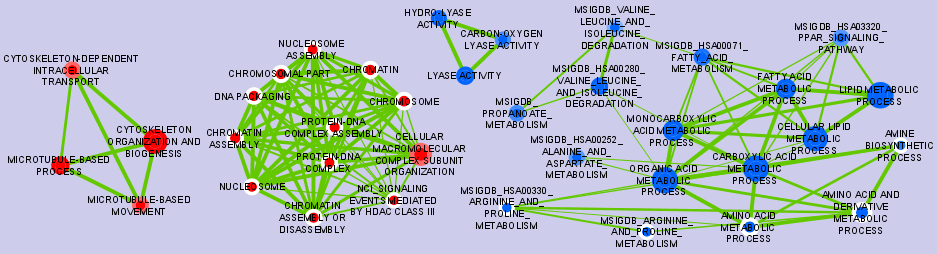 CYTOSKELETON-DEPENDENT
INTRACELLULAR
TRANSPORT
CYTOSKELETON
ORGANIZATION AND
BIOGENESIS
MICROTUBULE-BASED
PROCESS
MICROTUBULE-BASED
MOVEMENT
NUCLEOSOME
ASSEMBLY
CHROMOSOMAL PART
CHROMATIN
DNA PACKAGING
CHROMOSOME
PROTEIN-DNA
COMPLEX ASSEMBLY
CHROMATIN
ASSEMBLY
CELLULAR
MACROMOLECULAR
COMPLEX SUBUNIT
ORGANIZATION
PROTEIN-DNA
COMPLEX
NUCLEOSOME
NCI_SIGNALING
EVENTS MEDIATED
BY HDAC CLASS III
CHROMATIN
ASSEMBLY OR
DISASSEMBLY
HYDRO-LYASE
ACTIVITY
CARBON-OXYGEN
LYASE ACTIVITY
LYASE ACTIVITY
MSIGDB_VALINE_
LEUCINE_AND_
ISOLEUCINE_
DEGRADATION
MSIGDB_HSA00280_
VALINE_LEUCINE_
AND_ISOLEUCINE_
DEGRADATION
MSIGDB_
PROPANOATE_
METABOLISM
MSIGDB_HSA00071_
FATTY_ACID_
METABOLISM
MSIGDB_HSA03320_
PPAR_SIGNALING_
PATHWAY
FATTY ACID
METABOLIC
PROCESS
LIPID METABOLIC
PROCESS
MONOCARBOXYLIC
ACID METABOLIC
PROCESS
CELLULAR LIPID
METABOLIC
PROCESS
AMINE
BIOSYNTHETIC
PROCESS
MSIGDB_HSA00252_
ALANINE_AND_
ASPARTATE_
METABOLISM
ORGANIC ACID
METABOLIC
PROCESS
CARBOXYLIC ACID
METABOLIC
PROCESS
MSIGDB_HSA00330_
ARGININE_AND_
PROLINE_
METABOLISM
MSIGDB_ARGININE_
AND_PROLINE_
METABOLISM
AMINO ACID
METABOLIC
PROCESS
AMINO ACID AND
DERIVATIVE
METABOLIC
PROCESS